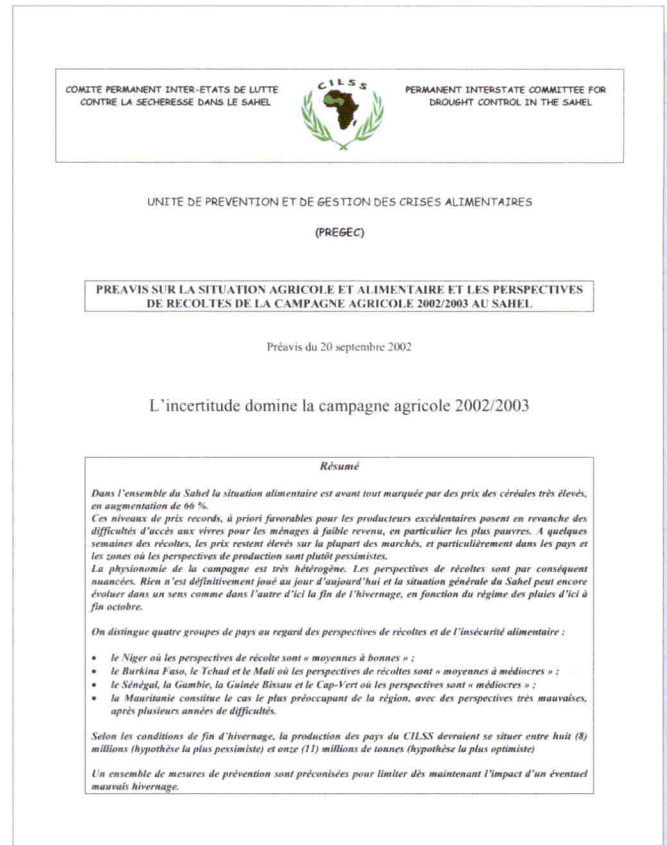 COMITE PERMANENT INTER-ETATS DE LUTTE
CONTRE LA SECHERESSE DANS LE SAHEL
CILSS
PERMANENT INTERSTATE COMMITTEE FOR
DROUGHT CONTROL IN THE SAHEL
UNITE DE PREVENTION ET DE GESTION DES CRISES ALIMENTAIRES
(PREGEC)
PREAVIS SUR LA SITUATION AGRICOLE ET ALIMENTAIRE ET LES PERSPECTIVES
DE RECOLTES DE LA CAMPAGNE AGRICOLE 2002/2003 AU SAHEL
Préavis du 20 septembre 2002
L'incertitude domine la campagne agricole 2002/2003
Résumé
Dans l'ensemble du Sahel la situation alimentaire est avant tout marquée par des prix des céréales très élevés,
en augmentation de 66 %.
Ces niveaux de prix records, à priori favorables pour les producteurs excédentaires posent en revanche des
difficultés d'accès aux vivres pour les ménages à faible revenu, en particulier les plus pauvres. A quelques
semaines des récoltes, les prix restent élevés sur la plupart des marchés, et particulièrement dans les pays et
les zones où les perspectives de production sont plutôt pessimistes.
La physionomie de la campagne est très hétérogène. Les perspectives de récoltes sont par conséquent
nuancées. Rien n'est définitivement joué au jour d'aujourd'hui et la situation générale du Sahel peut encore
évoluer dans un sens comme dans l'autre d'ici la fin de l'hivernage, en fonction du régime des pluies d'ici à
fin octobre.
On distingue quatre groupes de pays au regard des perspectives de récoltes et de l'insécurité alimentaire :
• le Niger où les perspectives de récolte sont « moyennes à bonnes » ;
• le Burkina Faso, le Tchad et le Mali où les perspectives de récoltes sont « moyennes à médiocres » ;
• le Sénégal, la Gambie, la Guinée Bissau et le Cap-Vert où les perspectives sont « médiocres » ;
• la Mauritanie constitue le cas le plus préoccupant de la région, avec des perspectives très mauvaises,
après plusieurs années de difficultés.
Selon les conditions de fin d'hivernage, la production des pays du CILSS devraient se situer entre huit (8)
millions (hypothèse la plus pessimiste) et onze (11) millions de tonnes (hypothèse la plus optimiste)
Un ensemble de mesures de prévention sont préconisées pour limiter dès maintenant l'impact d'un éventuel
mauvais hivernage.